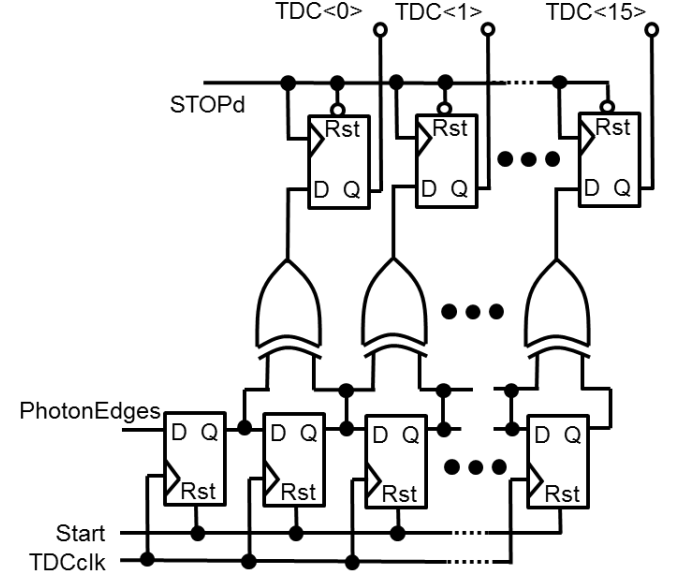 TDC<0> TDC<1> TDC<15>
STOPd
Rst Rst Rst
D Q D Q D Q
PhotonEdges
D Q D Q D Q D Q
Rst Rst Rst Rst
Start
TDCclk